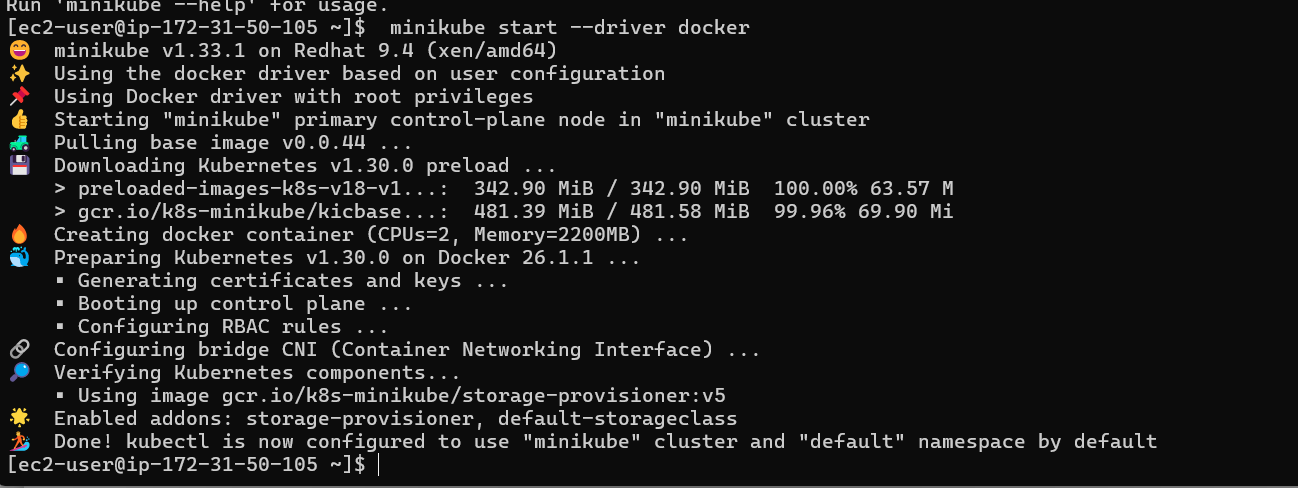 Run 'minikube --help' for usage.
[ec2-user@ip-172-31-50-105 ~]$  minikube start --driver docker
😄  minikube v1.33.1 on Redhat 9.4 (xen/amd64)
✨  Using the docker driver based on user configuration
📌  Using Docker driver with root privileges
👍  Starting "minikube" primary control-plane node in "minikube" cluster
🚜  Pulling base image v0.0.44 ...
💾  Downloading Kubernetes v1.30.0 preload ...
    > preloaded-images-k8s-v18-v1...:  342.90 MiB / 342.90 MiB  100.00% 63.57 M
    > gcr.io/k8s-minikube/kicbase...:  481.39 MiB / 481.58 MiB  99.96% 69.90 Mi
🔥  Creating docker container (CPUs=2, Memory=2200MB) ...
🐳  Preparing Kubernetes v1.30.0 on Docker 26.1.1 ...
    ▪ Generating certificates and keys ...
    ▪ Booting up control plane ...
    ▪ Configuring RBAC rules ...
🔗  Configuring bridge CNI (Container Networking Interface) ...
🔎  Verifying Kubernetes components...
    ▪ Using image gcr.io/k8s-minikube/storage-provisioner:v5
🌟  Enabled addons: storage-provisioner, default-storageclass
🏄  Done! kubectl is now configured to use "minikube" cluster and "default" namespace by default
[ec2-user@ip-172-31-50-105 ~]$